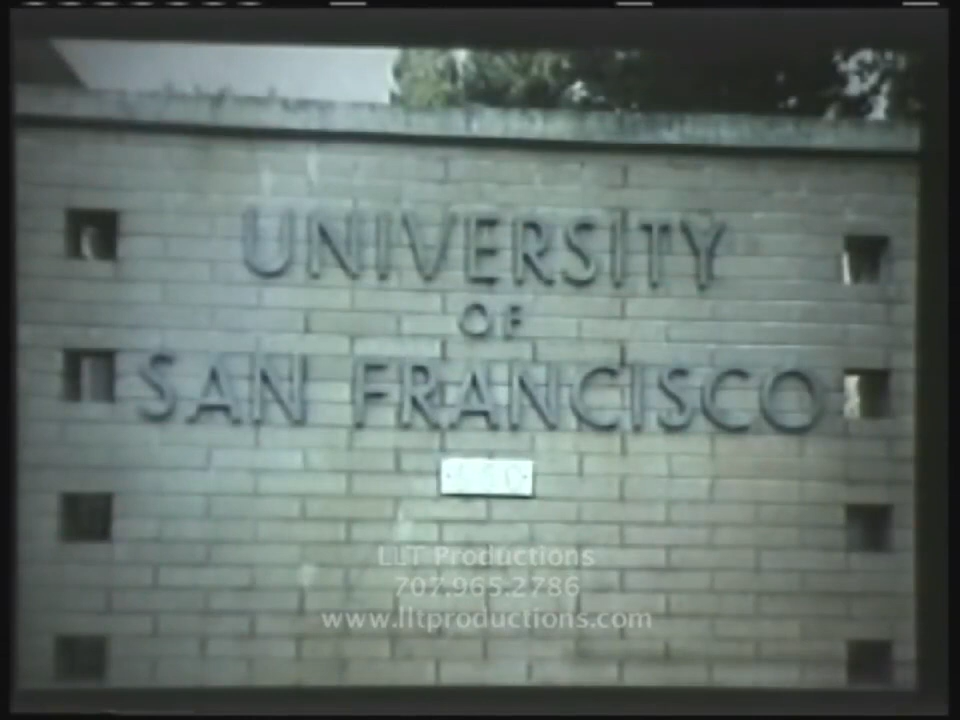 UNIVERSITY
OF
SAN FRANCISCO
LLT Productions
707.965.2786
www.lltproductions.com